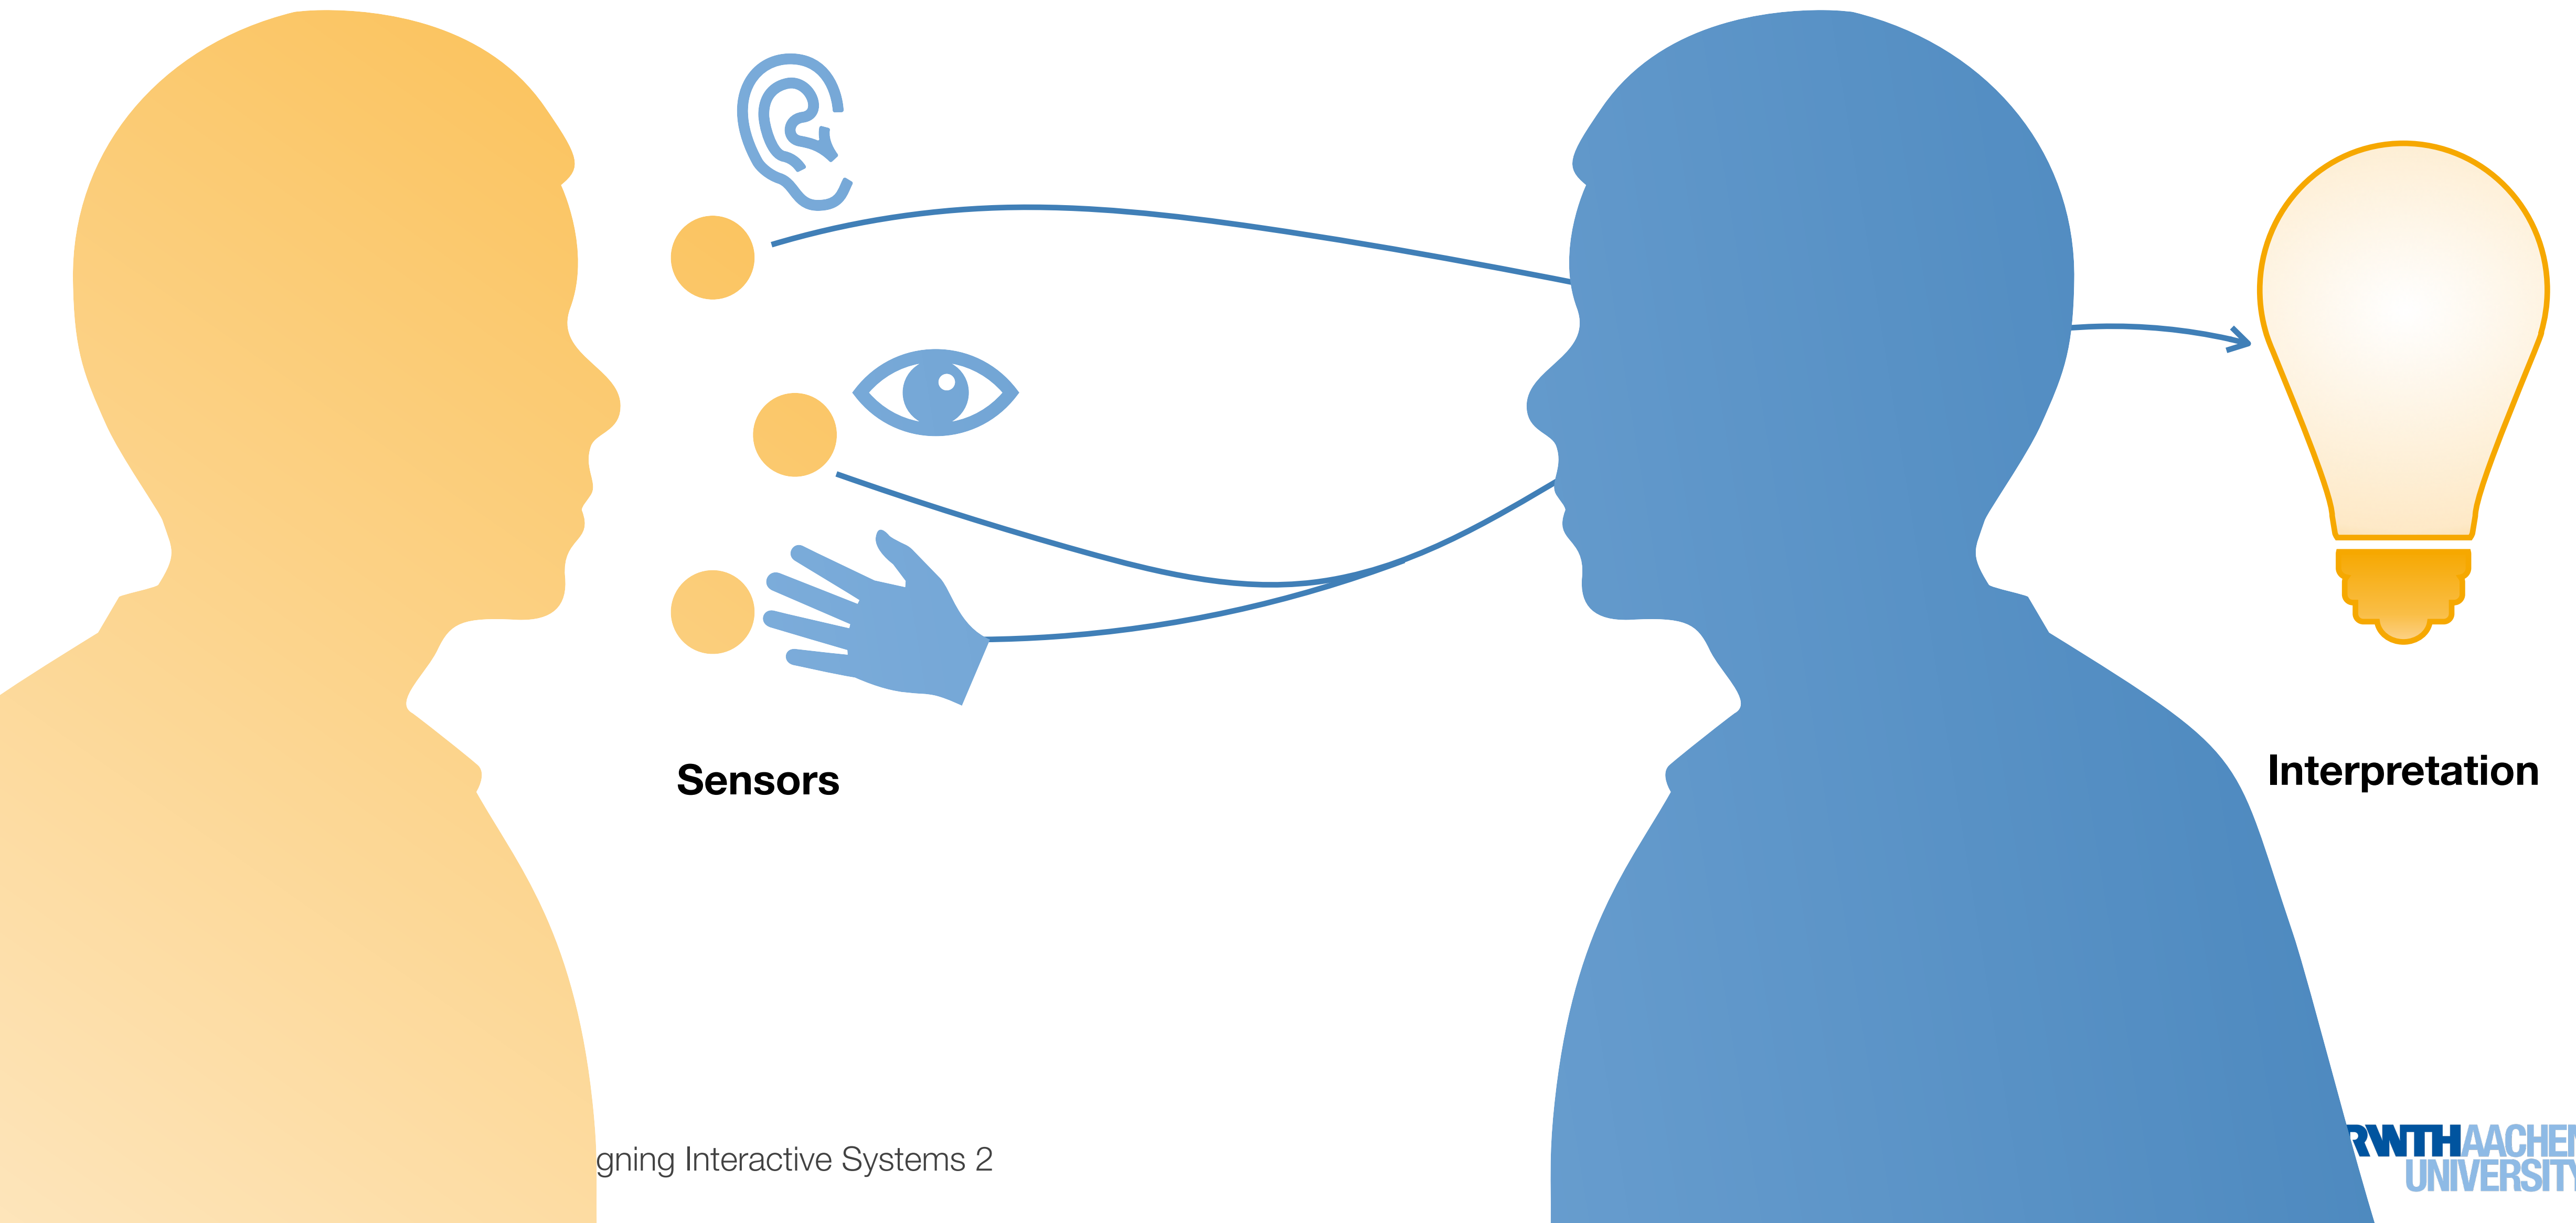 Sensors
Interpretation
gning Interactive Systems 2
RWTHAACHEN
UNIVERSITY